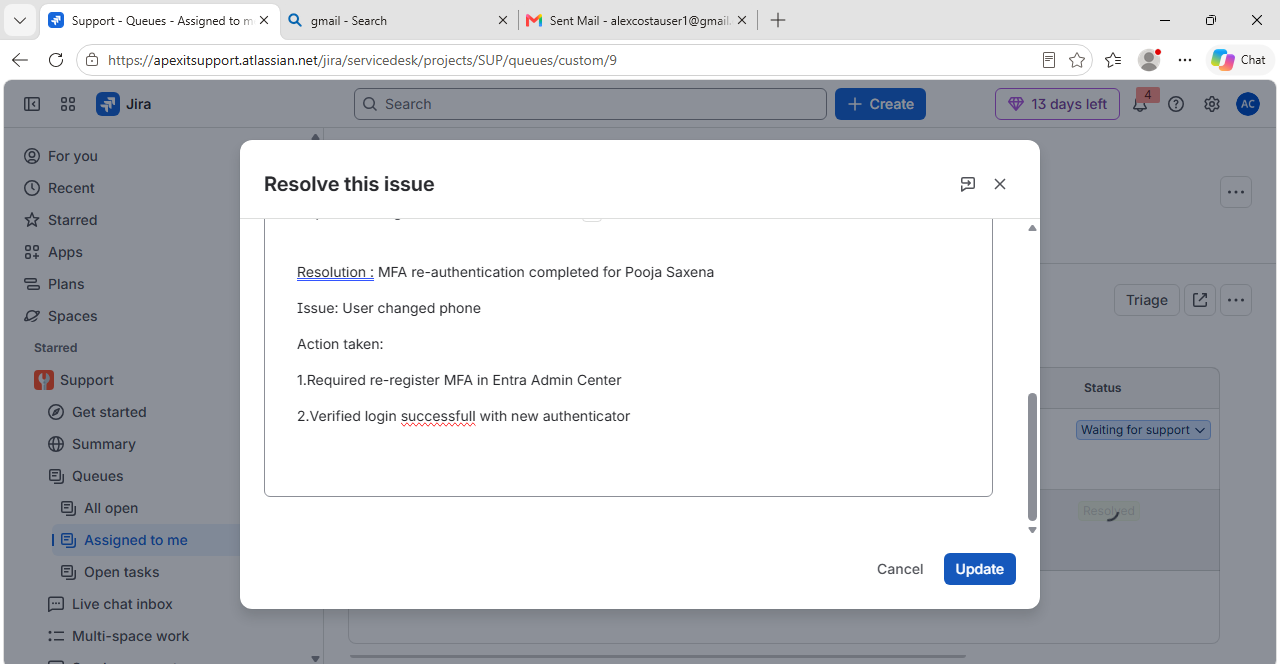 Support - Queues - Assigned to m
gmail - Search
Sent Mail - alexcostauser1@gmail.
https://apexitsupport.atlassian.net/jira/servicedesk/projects/SUP/queues/custom/9
Chat
Jira
Search
Create
13 days left
4
AC
For you
Recent
Starred
Apps
Plans
Spaces
Starred
Support
Get started
Summary
Queues
All open
Assigned to me
Open tasks
Live chat inbox
Multi-space work
Resolve this issue
Resolution : MFA re-authentication completed for Pooja Saxena
Issue: User changed phone
Action taken:
1.Required re-register MFA in Entra Admin Center
2.Verified login successfull with new authenticator
Cancel
Update
Triage
Status
Waiting for support
Resolved